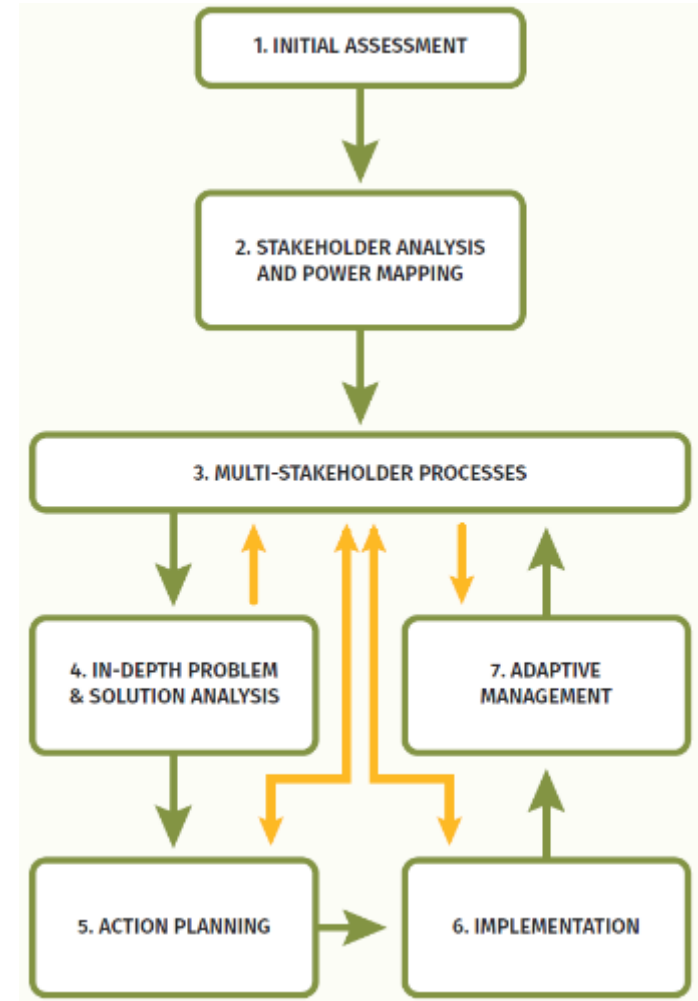 1. INITIAL ASSESSMENT
2. STAKEHOLDER ANALYSIS
AND POWER MAPPING
3. MULTI-STAKEHOLDER PROCESSES
4. IN-DEPTH PROBLEM
& SOLUTION ANALYSIS
7. ADAPTIVE
MANAGEMENT
5. ACTION PLANNING
6. IMPLEMENTATION